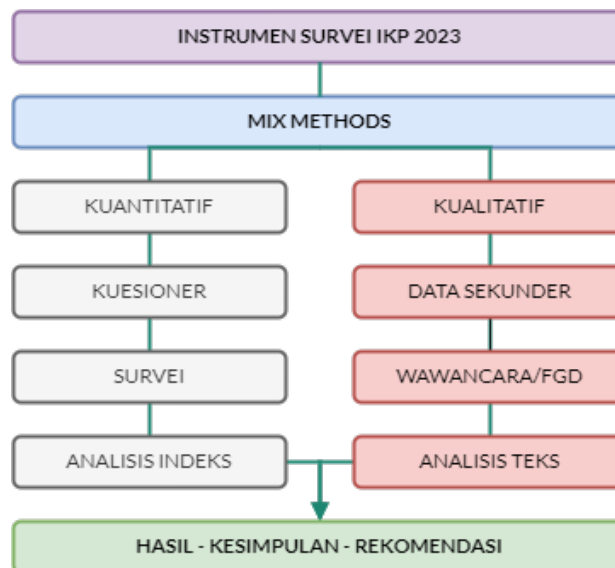 INSTRUMEN SURVEI IKP 2023
MIX METHODS
KUANTITATIF
KUALITATIF
KUESIONER
DATA SEKUNDER
SURVEI
WAWANCARA/FGD
ANALISIS INDEKS
ANALISIS TEKS
HASIL - KESIMPULAN - REKOMENDASI